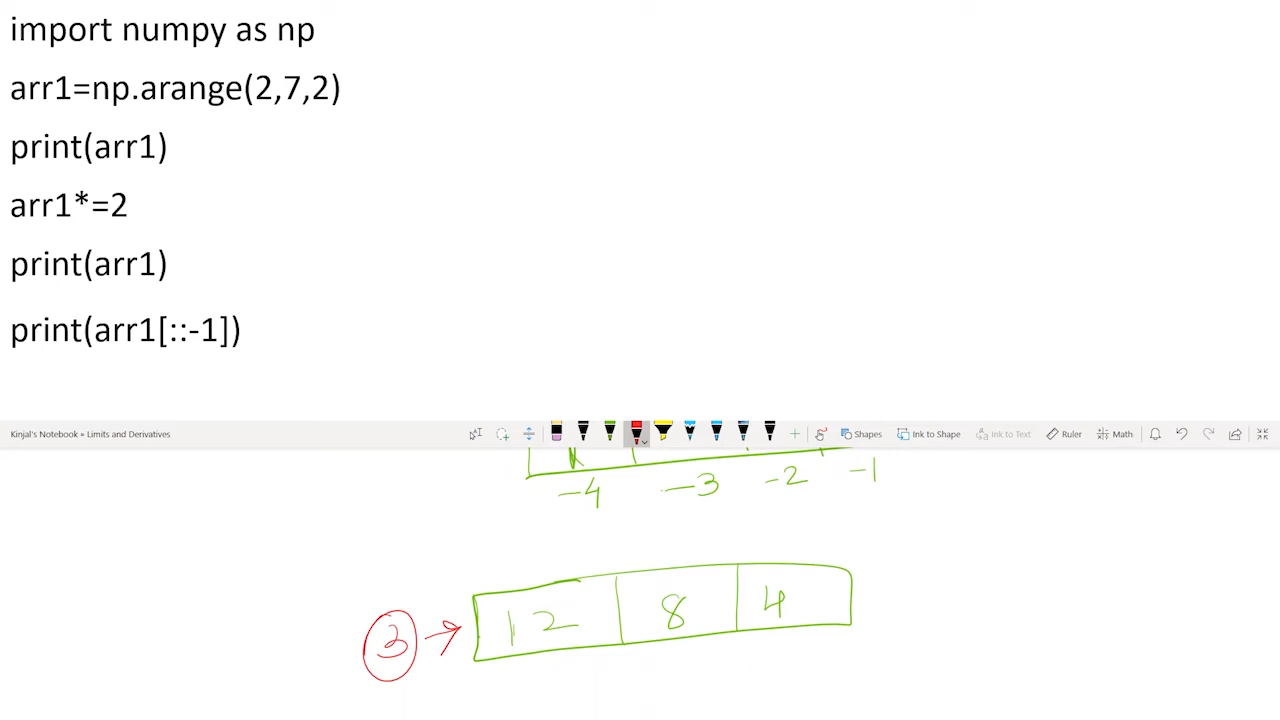 import numpy as np
arr1=np.arange(2,7,2)
print(arr1)
arr1*=2
print(arr1)
print(arr1[::-1])
Kinjal's Notebook » Limits and Derivatives
Shapes Ink to Shape Ink to Text Ruler Math
-4 -3 -2 -1
3 → 12 8 4